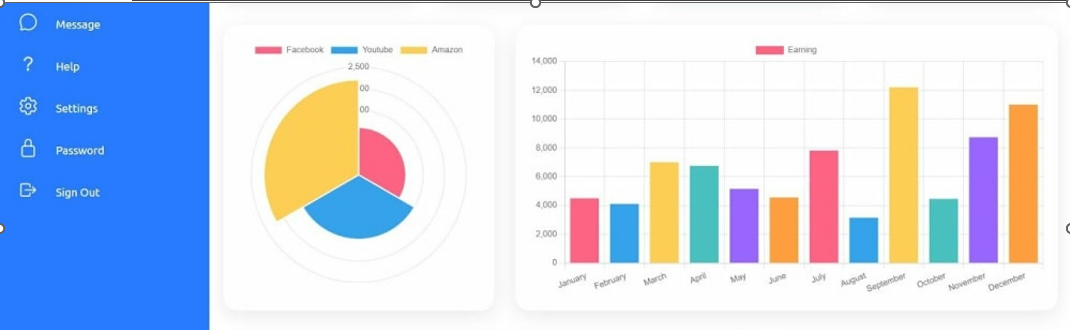 Message
Help
Settings
Password
Sign Out
Facebook Youtube Amazon
2,500
00
00
Earning
14,000
12,000
10,000
8,000
6,000
4,000
2,000
0
January February March April May June July August September October November December